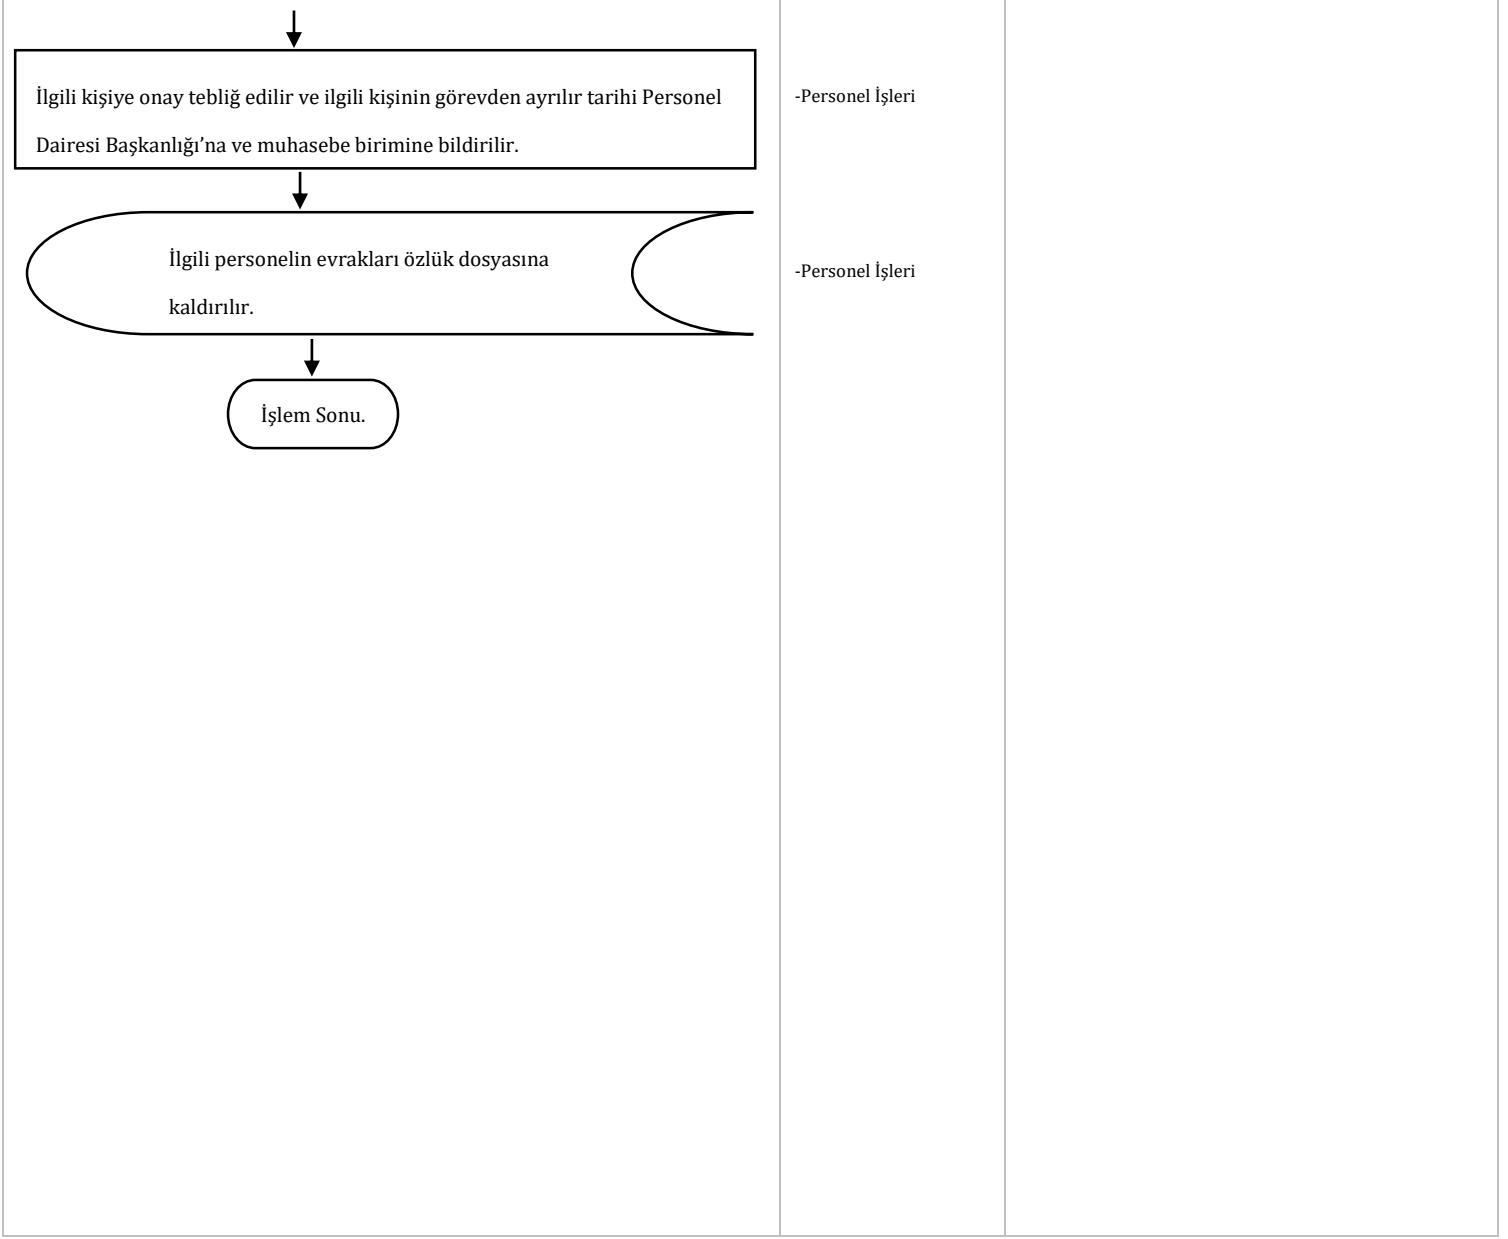 İlgili kişiye onay tebliğ edilir ve ilgili kişinin görevden ayrılır tarihi Personel
Dairesi Başkanlığı’na ve muhasebe birimine bildirilir.
-Personel İşleri
İlgili personelin evrakları özlük dosyasına
kaldırılır.
-Personel İşleri
İşlem Sonu.